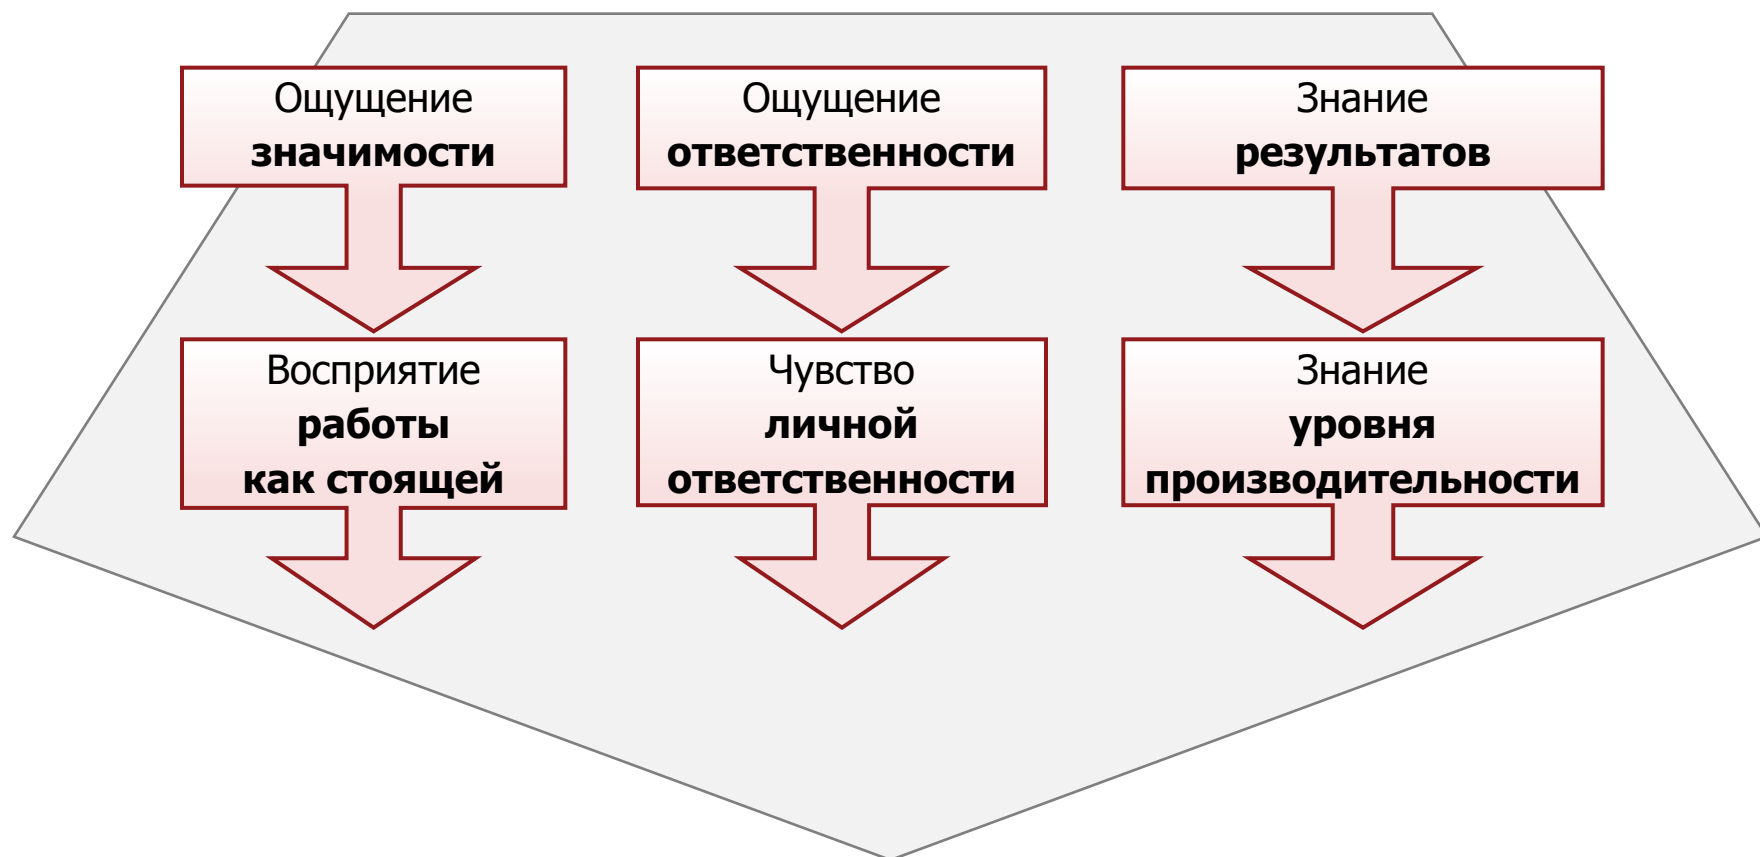 Ощущение
значимости
Ощущение
ответственности
Знание
результатов
Восприятие
работы
как стоящей
Чувство
личной
ответственности
Знание
уровня
производительности